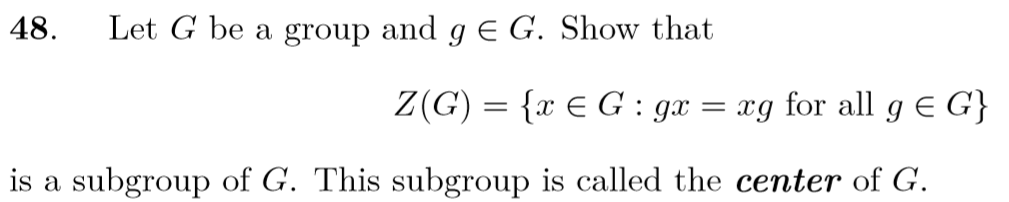 48. Let G be a group and g ∈ G. Show that
Z(G) = {x ∈ G : gx = xg for all g ∈ G}
is a subgroup of G. This subgroup is called the center of G.